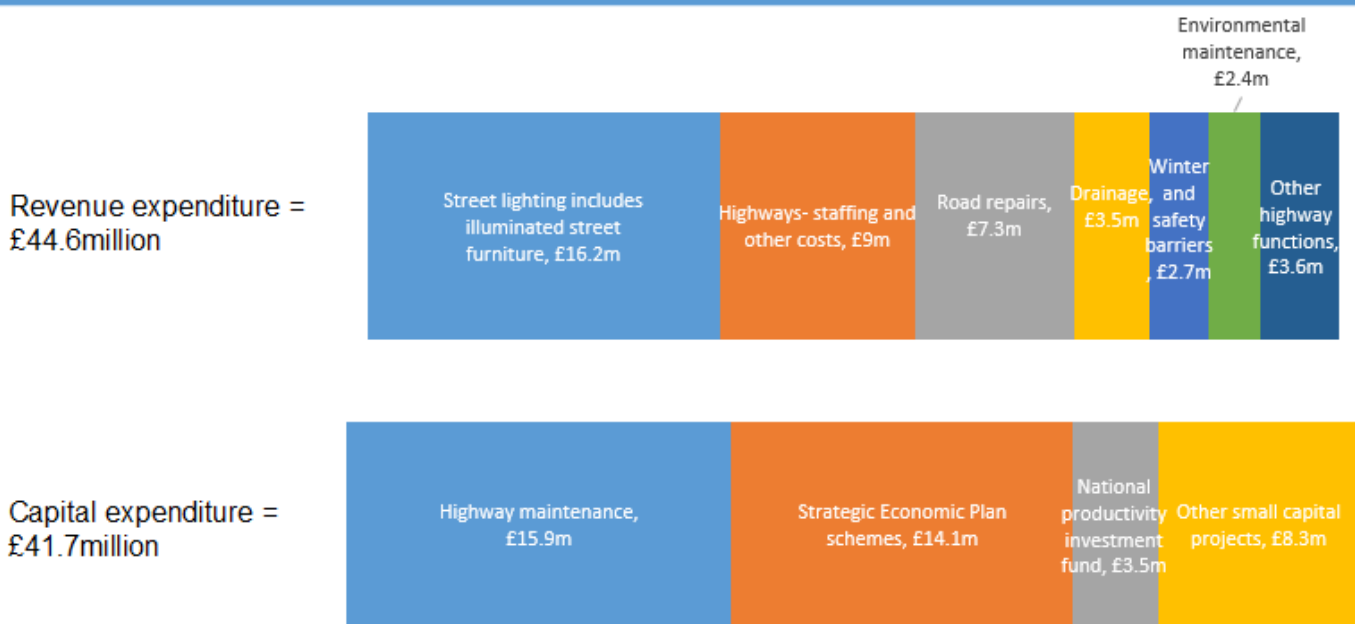 Environmental
maintenance,
£2.4m
Revenue expenditure =
£44.6million
Street lighting includes
illuminated street
furniture, £16.2m
Highways- staffing and
other costs, £9m
Road repairs,
£7.3m
Drainage,
£3.5m
Winter
and
safety
barriers
, £2.7m
Other
highway
functions,
£3.6m
Capital expenditure =
£41.7million
Highway maintenance,
£15.9m
Strategic Economic Plan
schemes, £14.1m
National
productivity
investment
fund, £3.5m
Other small capital
projects, £8.3m